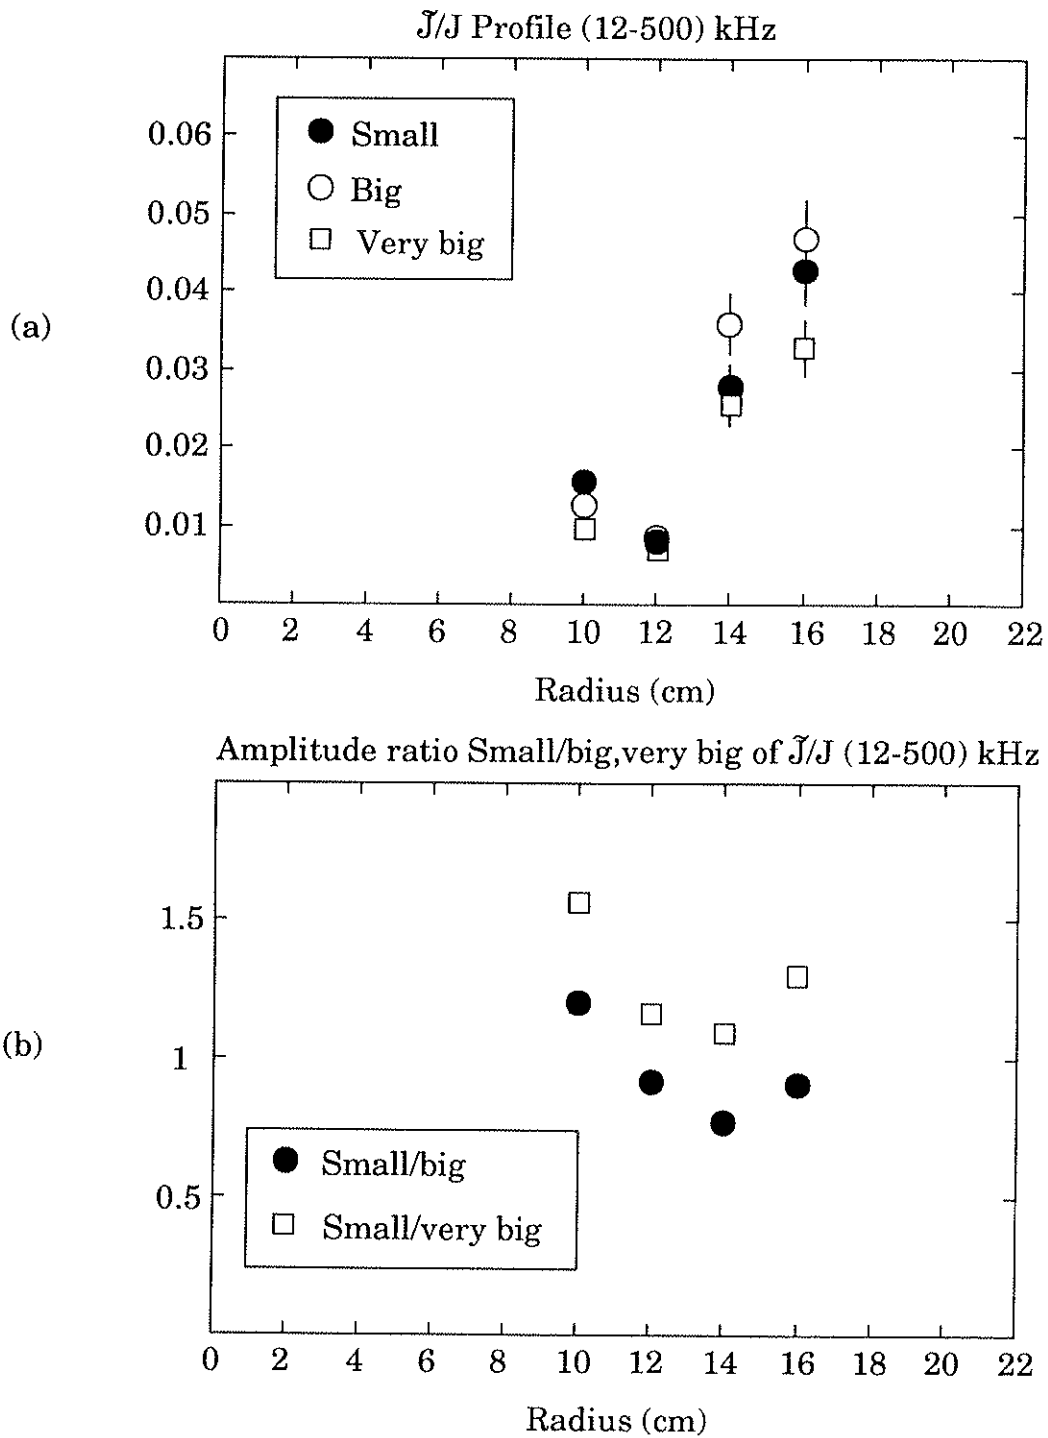 J̃/J Profile (12-500) kHz
(a)
0.06
0.05
0.04
0.03
0.02
0.01
Small
Big
Very big
0 2 4 6 8 10 12 14 16 18 20 22
Radius (cm)
Amplitude ratio Small/big,very big of J̃/J (12-500) kHz
(b)
1.5
1
0.5
Small/big
Small/very big
0 2 4 6 8 10 12 14 16 18 20 22
Radius (cm)